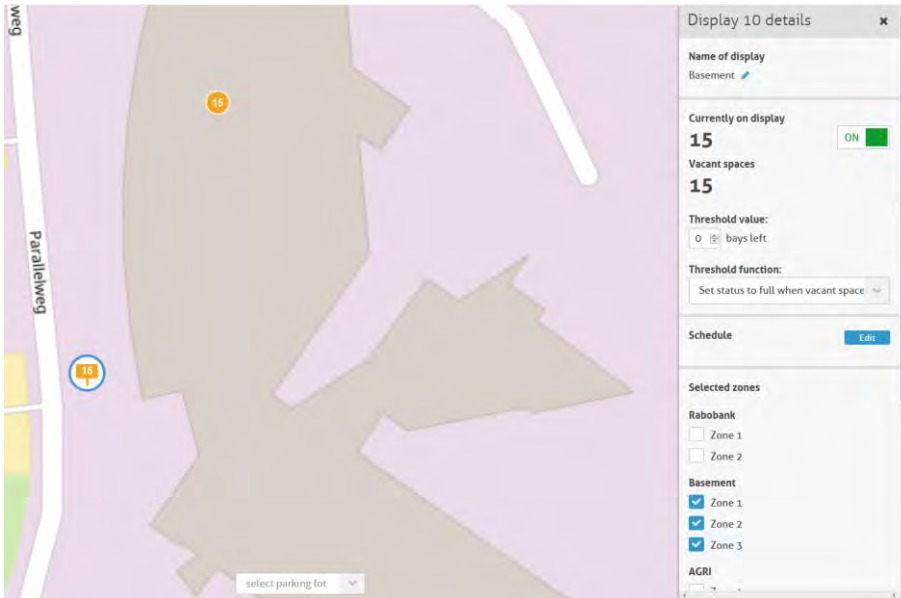 weg
15
Parallelweg
15
select parking lot
Display 10 details
Name of display
Basement
Currently on display
15
ON
Vacant spaces
15
Threshold value:
0 bays left
Threshold function:
Set status to full when vacant space
Schedule
Edit
Selected zones
Rabobank
Zone 1
Zone 2
Basement
Zone 1
Zone 2
Zone 3
AGRI